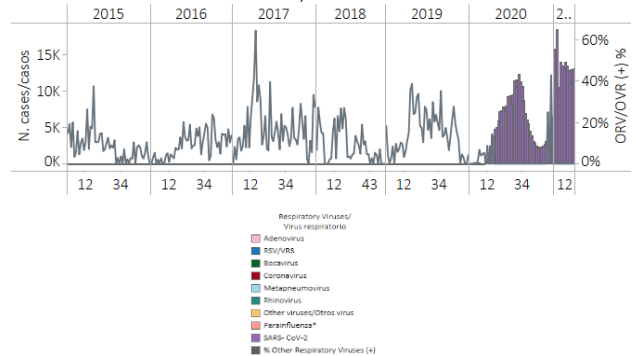 2015 2016 2017 2018 2019 2020 2..
15K
10K
5K
0K
N. cases/casos
60%
40%
20%
0%
ORV/OVR (+) %
12 34 12 34 12 34 12 43 12 34 12 34 12
Respiratory Viruses/
Virus respiratorio
Adenovirus
RSV/VRS
Bocavirus
Coronavirus
Metapneumovirus
Rhinovirus
Other viruses/Otros virus
Parainfluenza*
SARS- CoV-2
% Other Respiratory Viruses (+)